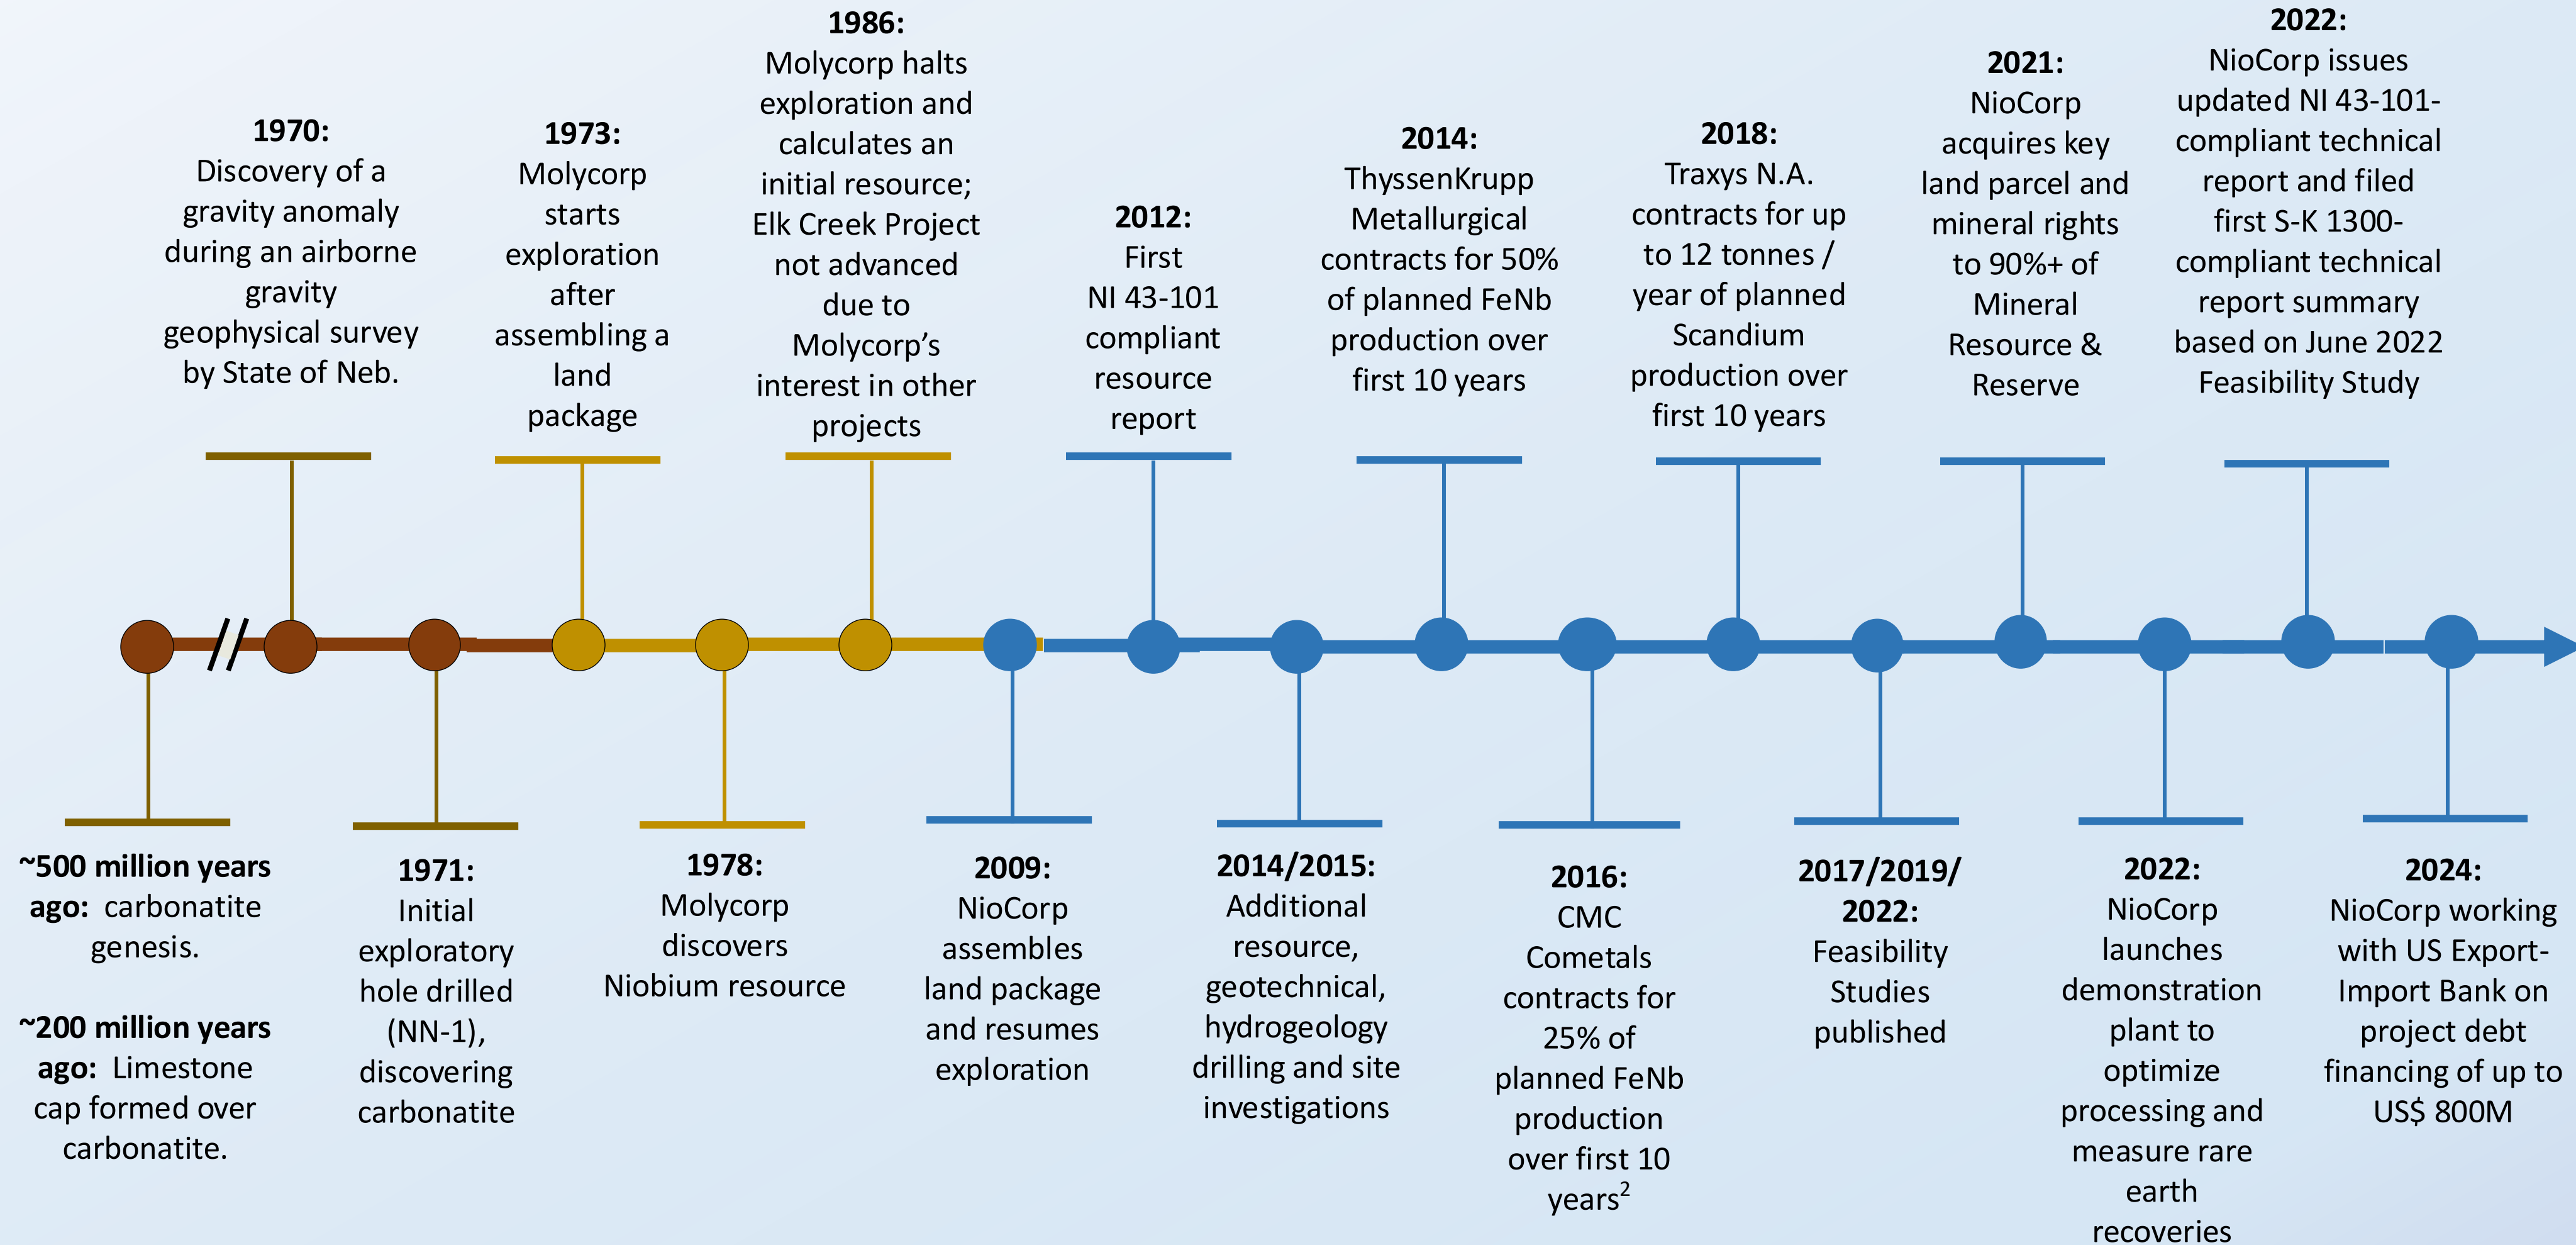 1970:
Discovery of a
gravity anomaly
during an airborne
gravity
geophysical survey
by State of Neb.
1973:
Molycorp
starts
exploration
after
assembling a
land
package
1986:
Molycorp halts
exploration and
calculates an
initial resource;
Elk Creek Project
not advanced
due to
Molycorp’s
interest in other
projects
2012:
First
NI 43-101
compliant
resource
report
2014:
ThyssenKrupp
Metallurgical
contracts for 50%
of planned FeNb
production over
first 10 years
2018:
Traxys N.A.
contracts for up
to 12 tonnes /
year of planned
Scandium
production over
first 10 years
2021:
NioCorp
acquires key
land parcel and
mineral rights
to 90%+ of
Mineral
Resource &
Reserve
2022:
NioCorp issues
updated NI 43-101-
compliant technical
report and filed
first S-K 1300-
compliant technical
report summary
based on June 2022
Feasibility Study
~500 million years
ago: carbonatite
genesis.
~200 million years
ago: Limestone
cap formed over
carbonatite.
1971:
Initial
exploratory
hole drilled
(NN-1),
discovering
carbonatite
1978:
Molycorp
discovers
Niobium resource
2009:
NioCorp
assembles
land package
and resumes
exploration
2014/2015:
Additional
resource,
geotechnical,
hydrogeology
drilling and site
investigations
2016:
CMC
Cometals
contracts for
25% of
planned FeNb
production
over first 10
years²
2017/2019/
2022:
Feasibility
Studies
published
2022:
NioCorp
launches
demonstration
plant to
optimize
processing and
measure rare
earth
recoveries
2024:
NioCorp working
with US Export-
Import Bank on
project debt
financing of up to
US$ 800M